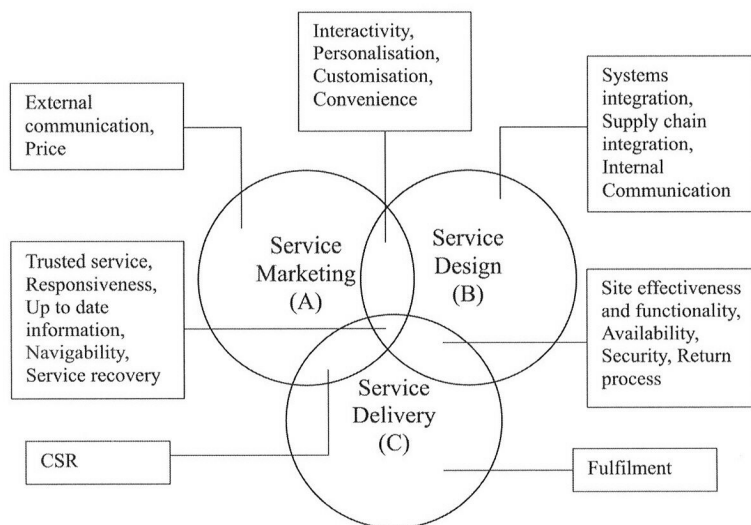 Interactivity,
Personalisation,
Customisation,
Convenience
External
communication,
Price
Systems
integration,
Supply chain
integration,
Internal
Communication
Service
Marketing
(A)
Service
Design
(B)
Trusted service,
Responsiveness,
Up to date
information,
Navigability,
Service recovery
Site effectiveness
and functionality,
Availability,
Security, Return
process
Service
Delivery
(C)
CSR
Fulfilment